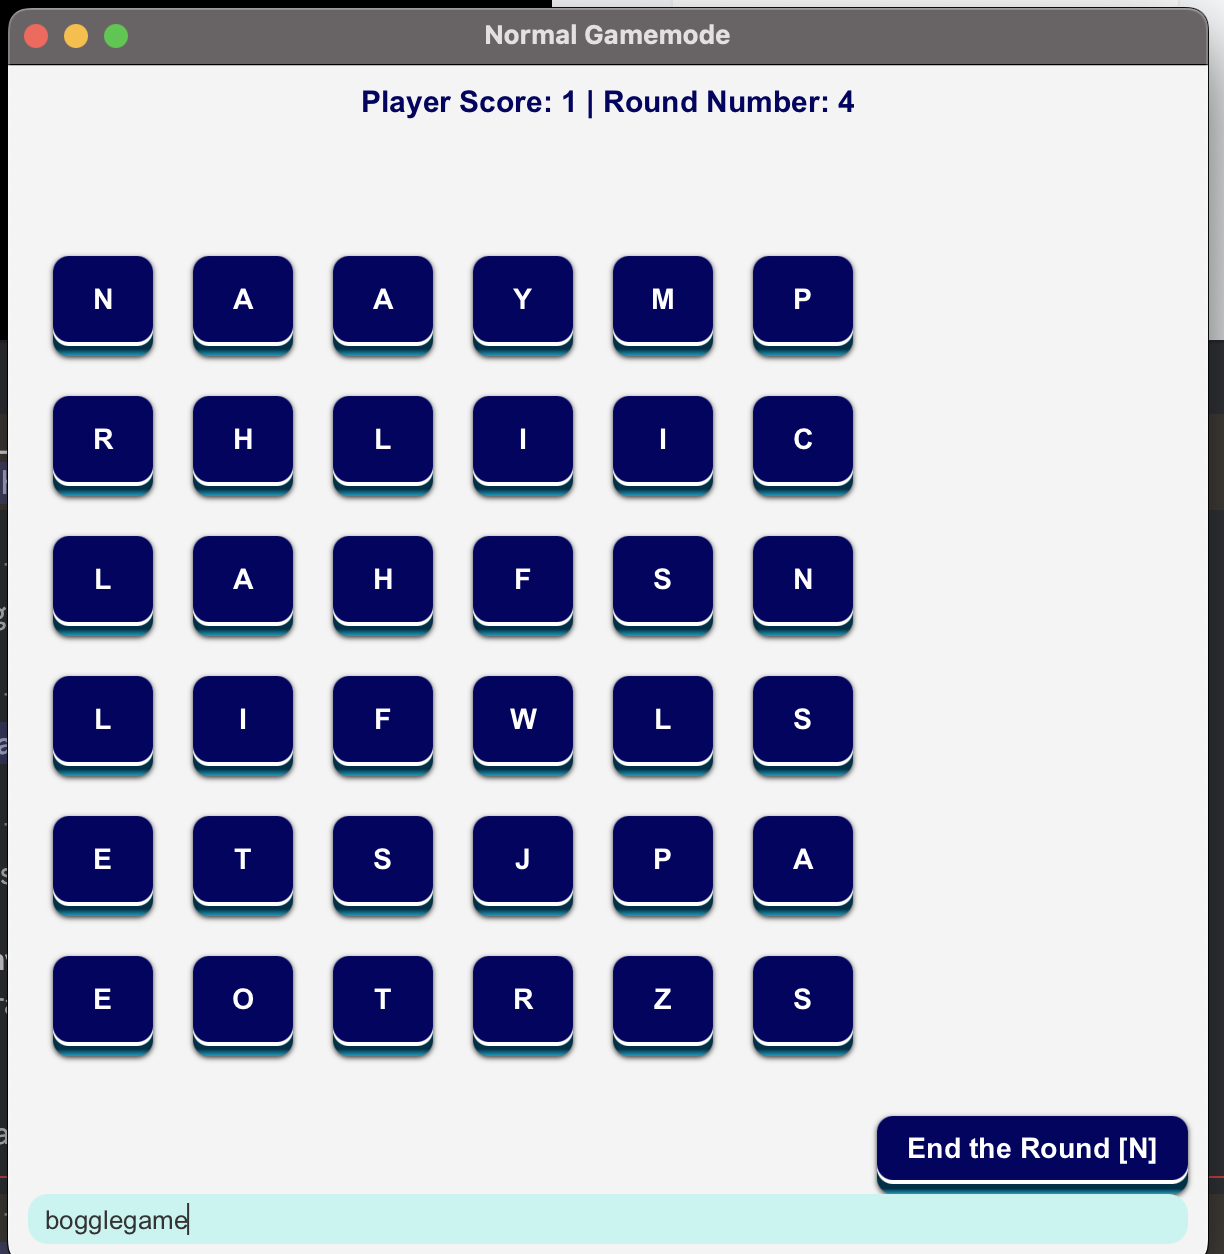 Normal Gamemode
Player Score: 1 | Round Number: 4
N A A Y M P
R H L I I C
L A H F S N
L I F W L S
E T S J P A
E O T R Z S
End the Round [N]
bogglegame